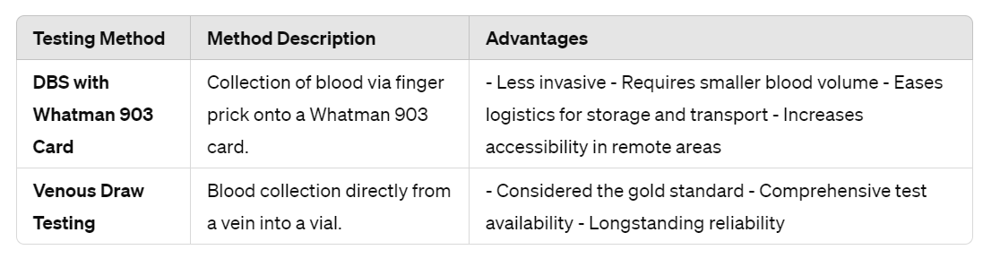 Testing Method Method Description Advantages
DBS with Whatman 903 Card
Collection of blood via finger prick onto a Whatman 903 card.
- Less invasive - Requires smaller blood volume - Eases
logistics for storage and transport - Increases
accessibility in remote areas
Venous Draw Testing
Blood collection directly from a vein into a vial.
- Considered the gold standard - Comprehensive test
availability - Longstanding reliability